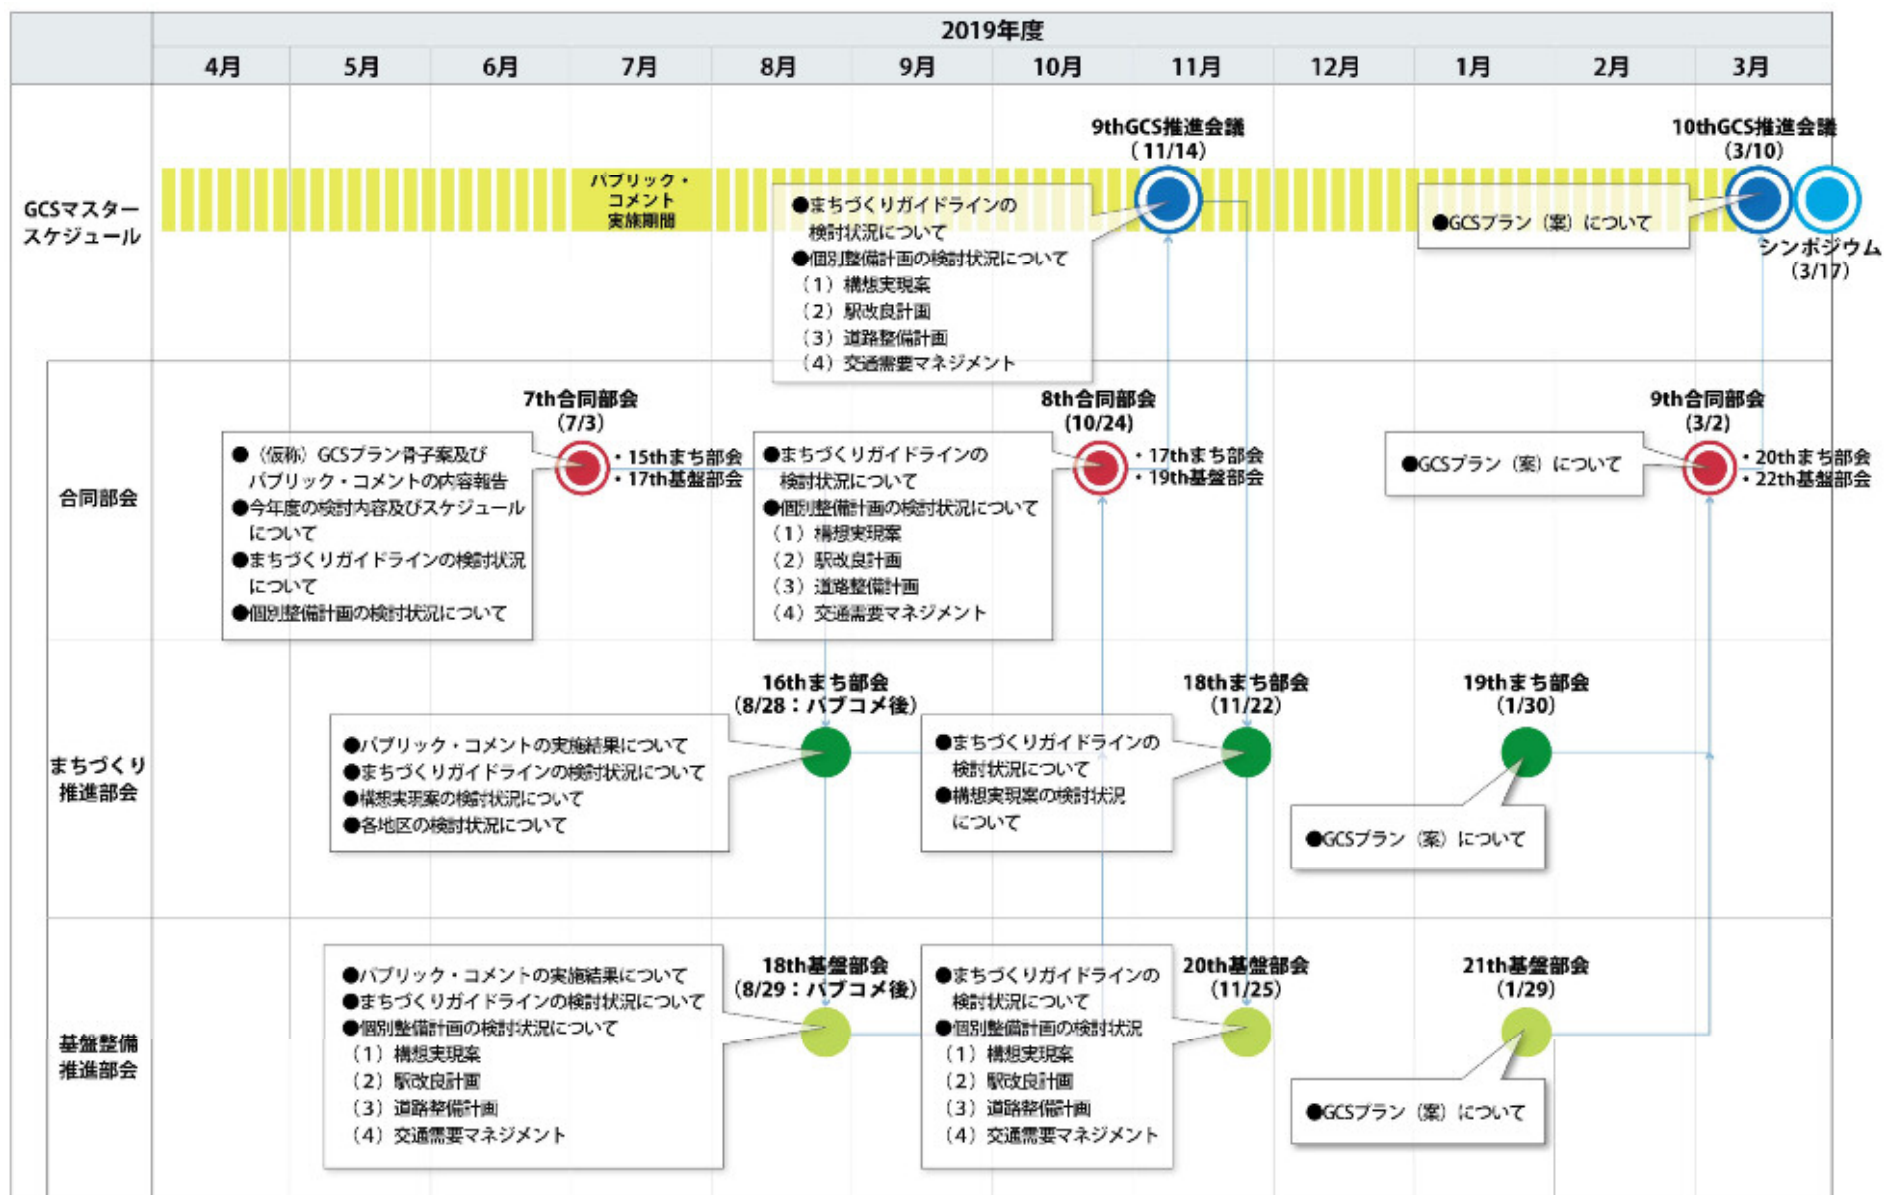 2019年度
4月
5月
6月
7月
8月
9月
10月
11月
12月
1月
2月
3月
GCSマスター
スケジュール
パブリック・
コメント
実施期間
9thGCS推進会議
(11/14)
●まちづくりガイドラインの
検討状況について
●個別整備計画の検討状況について
（1）構想実現案
（2）駅改良計画
（3）道路整備計画
（4）交通需要マネジメント
10thGCS推進会議
(3/10)
●GCSプラン（案）について
シンポジウム
(3/17)
合同部会
7th合同部会
(7/3)
・15thまち部会
・17th基盤部会
●（仮称）GCSプラン骨子案及び
パブリック・コメントの内容報告
●今年度の検討内容及びスケジュール
について
●まちづくりガイドラインの検討状況
について
●個別整備計画の検討状況について
8th合同部会
(10/24)
・17thまち部会
・19th基盤部会
●まちづくりガイドラインの
検討状況について
●個別整備計画の検討状況について
（1）構想実現案
（2）駅改良計画
（3）道路整備計画
（4）交通需要マネジメント
9th合同部会
(3/2)
・20thまち部会
・22th基盤部会
●GCSプラン（案）について
まちづくり
推進部会
16thまち部会
(8/28：パブコメ後)
●パブリック・コメントの実施結果について
●まちづくりガイドラインの検討状況について
●構想実現案の検討状況について
●各地区の検討状況について
18thまち部会
(11/22)
●まちづくりガイドラインの
検討状況について
●構想実現案の検討状況
について
19thまち部会
(1/30)
●GCSプラン（案）について
基盤整備
推進部会
18th基盤部会
(8/29：パブコメ後)
●パブリック・コメントの実施結果について
●まちづくりガイドラインの検討状況について
●個別整備計画の検討状況について
（1）構想実現案
（2）駅改良計画
（3）道路整備計画
（4）交通需要マネジメント
20th基盤部会
(11/25)
●まちづくりガイドラインの
検討状況について
●個別整備計画の検討状況
（1）構想実現案
（2）駅改良計画
（3）道路整備計画
（4）交通需要マネジメント
21th基盤部会
(1/29)
●GCSプラン（案）について